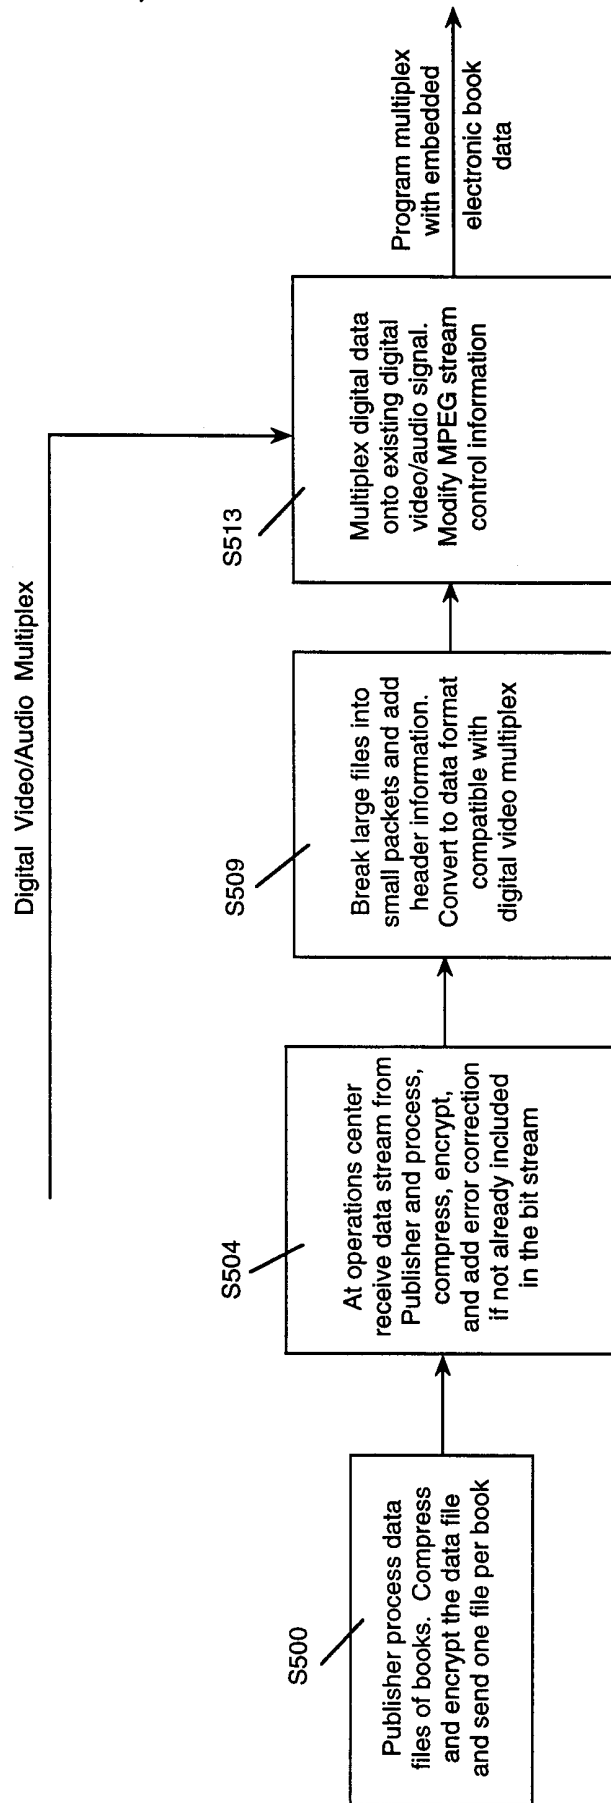 Digital Video/Audio Multiplex
S500
Publisher process data
files of books. Compress
and encrypt the data file
and send one file per book
S504
At operations center
receive data stream from
Publisher and process,
compress, encrypt,
and add error correction
if not already included
in the bit stream
S509
Break large files into
small packets and add
header information.
Convert to data format
compatible with
digital video multiplex
S513
Multiplex digital data
onto existing digital
video/audio signal.
Modify MPEG stream
control information
Program multiplex
with embedded
electronic book
data